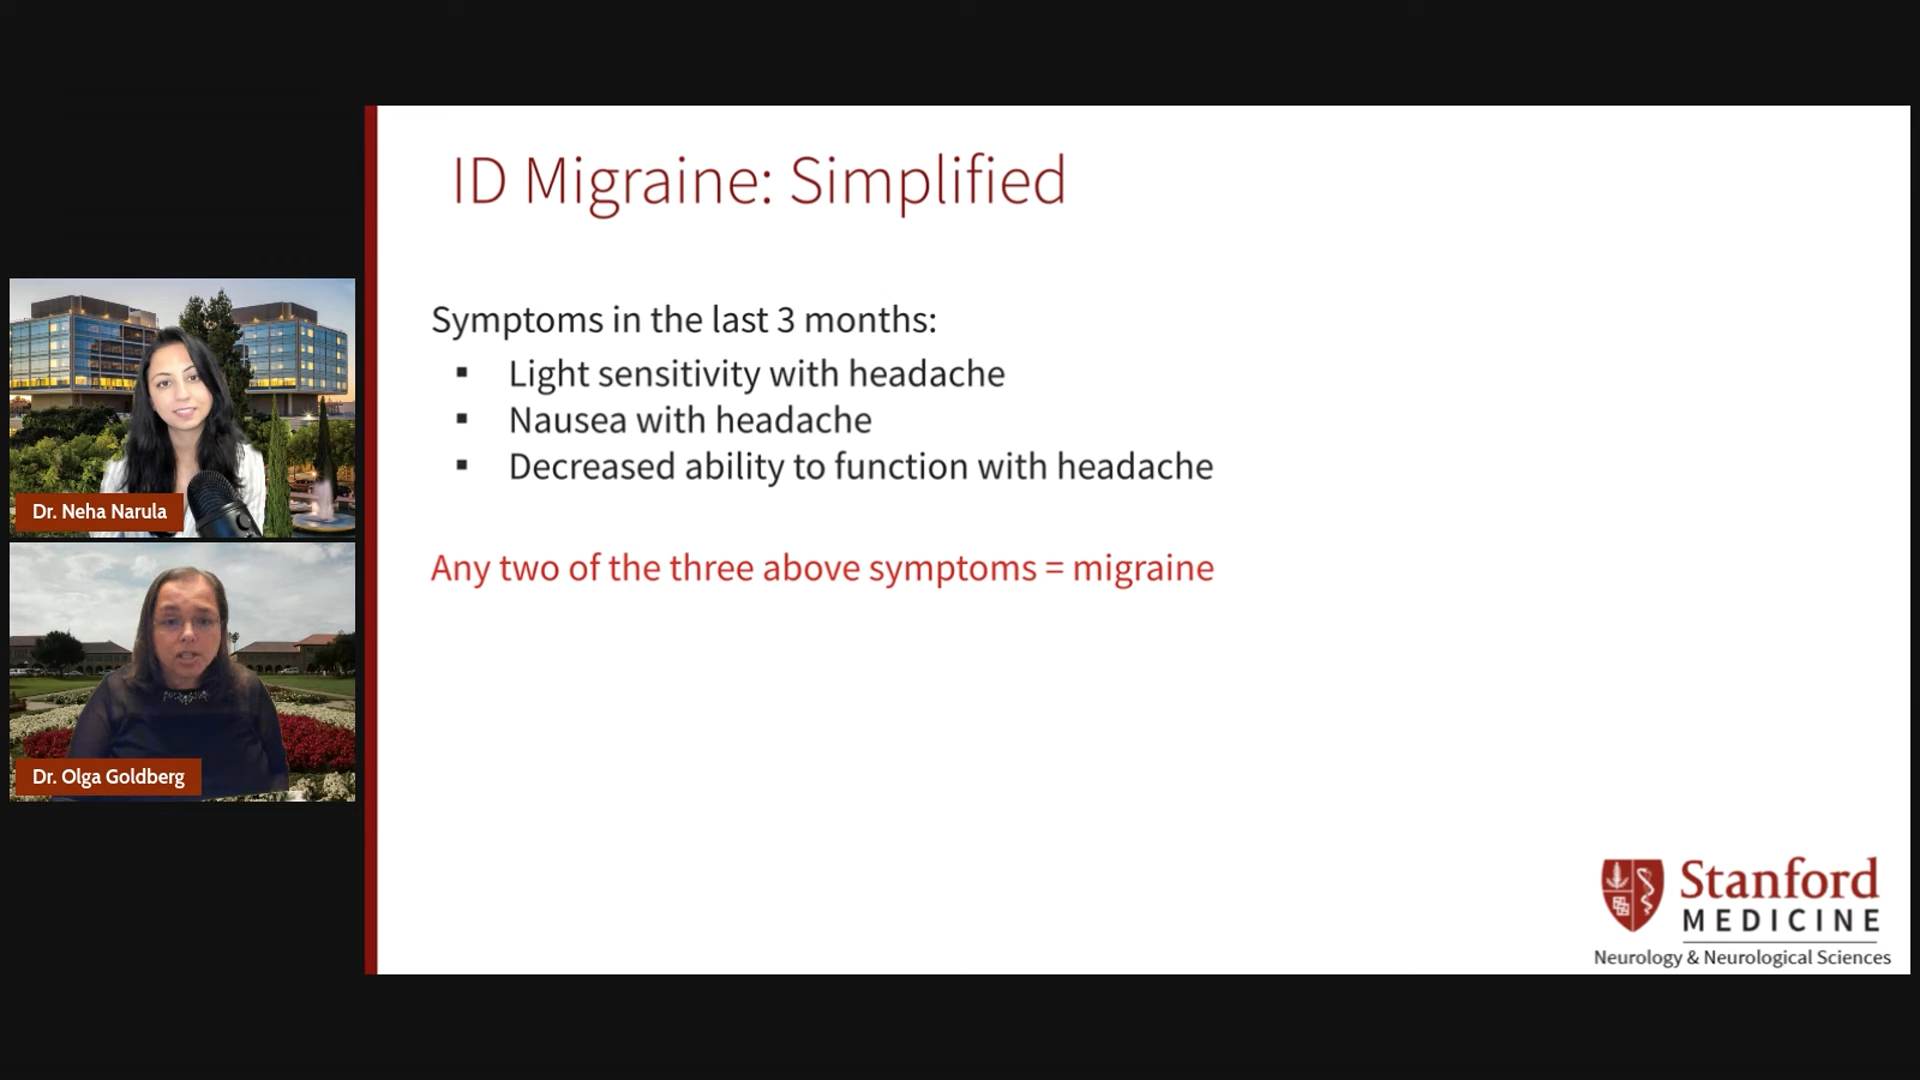 ID Migraine: Simplified
Symptoms in the last 3 months:
▪ Light sensitivity with headache
▪ Nausea with headache
▪ Decreased ability to function with headache
Any two of the three above symptoms = migraine
Dr. Neha Narula
Dr. Olga Goldberg
Stanford
MEDICINE
Neurology & Neurological Sciences